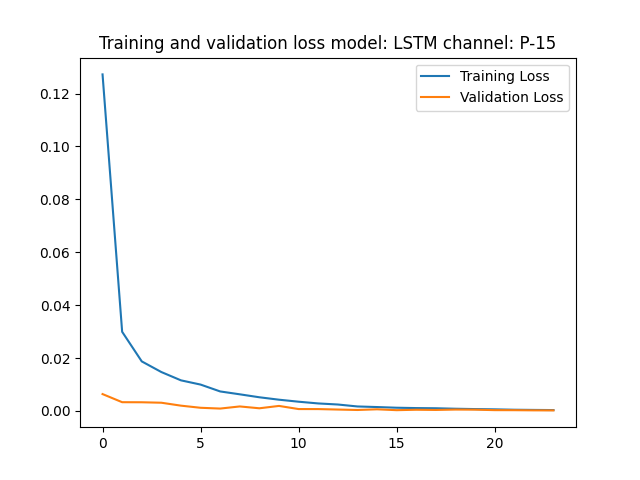 Training and validation loss model: LSTM channel: P-15
Training Loss
Validation Loss
0.12
0.10
0.08
0.06
0.04
0.02
0.00
0 5 10 15 20